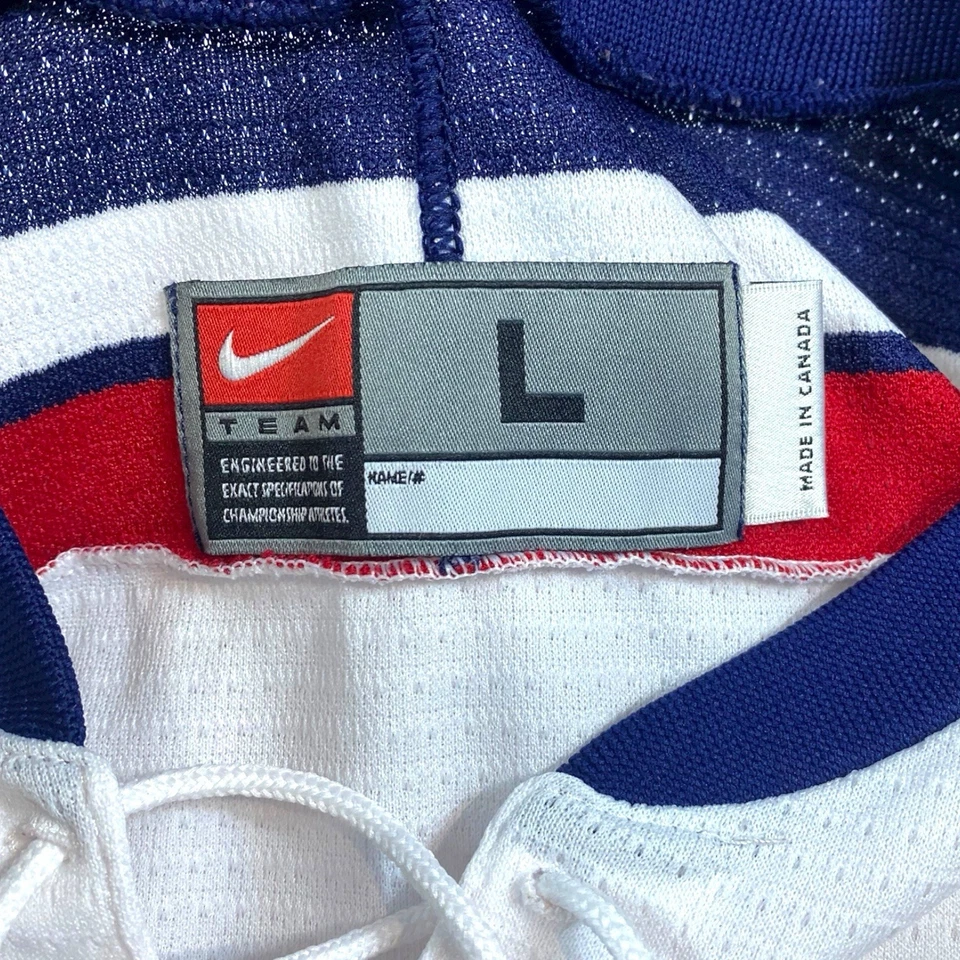 L
TEAM
ENGINEERED TO THE
EXACT SPECIFICATIONS OF
CHAMPIONSHIP ATHLETES.
NAME/#
MADE IN CANADA